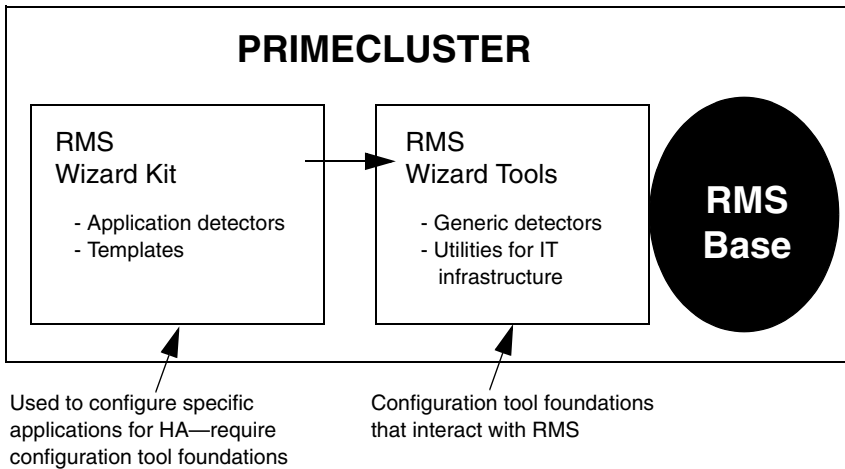 PRIMECLUSTER
RMS
Wizard Kit
- Application detectors
- Templates
RMS
Wizard Tools
- Generic detectors
- Utilities for IT
infrastructure
RMS
Base
Used to configure specific
applications for HA—require
configuration tool foundations
Configuration tool foundations
that interact with RMS